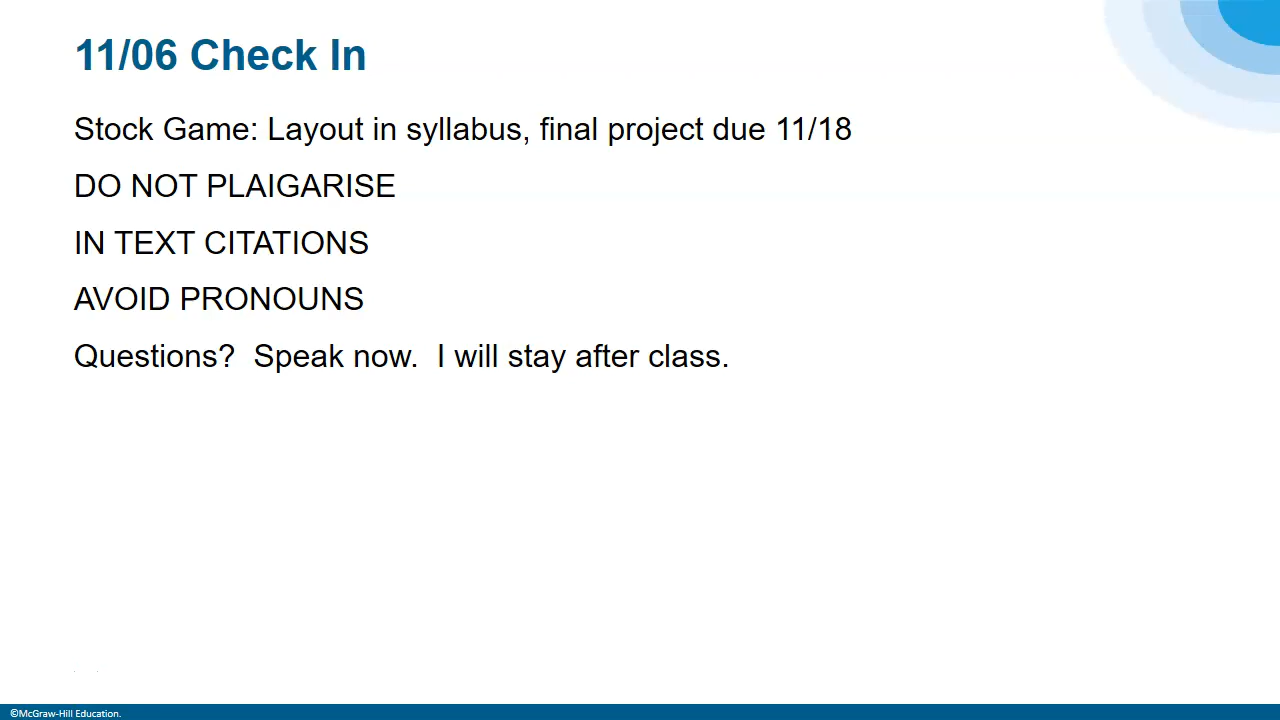 11/06 Check In
Stock Game: Layout in syllabus, final project due 11/18
DO NOT PLAIGARISE
IN TEXT CITATIONS
AVOID PRONOUNS
Questions?  Speak now.  I will stay after class.
©McGraw-Hill Education.